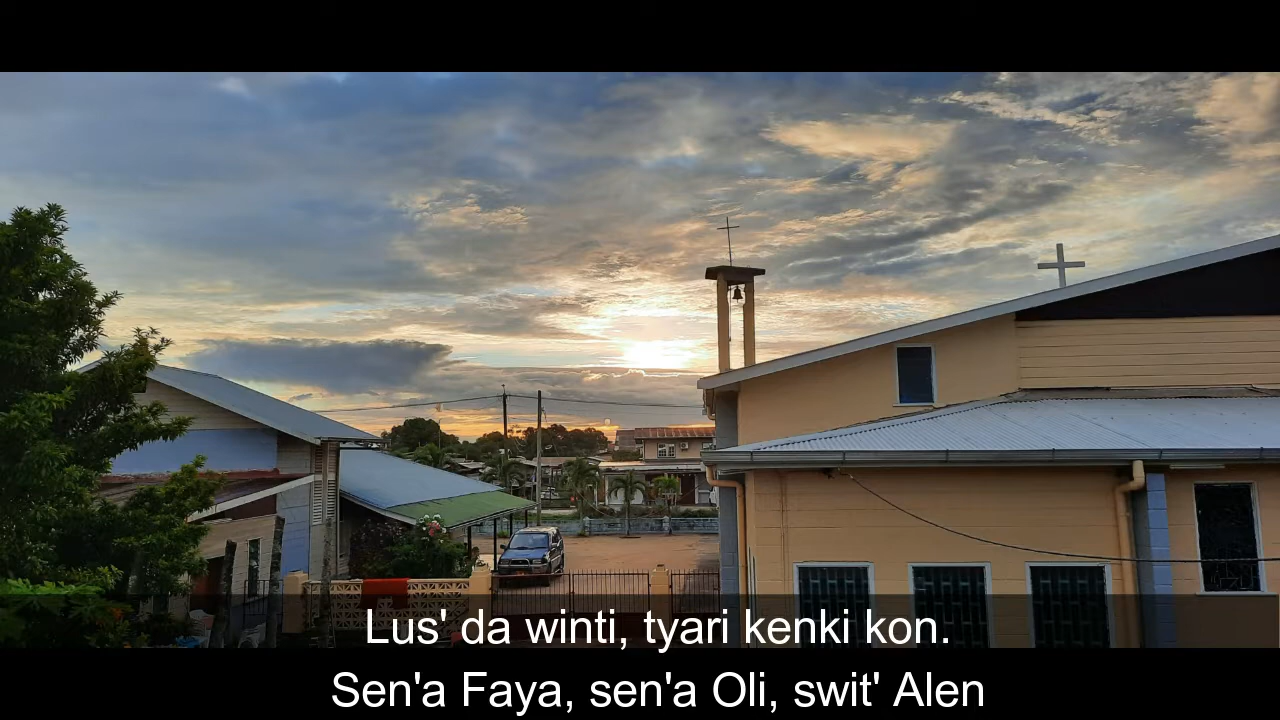 Lus' da winti, tyari kenki kon.
Sen'a Faya, sen'a Oli, swit' Alen